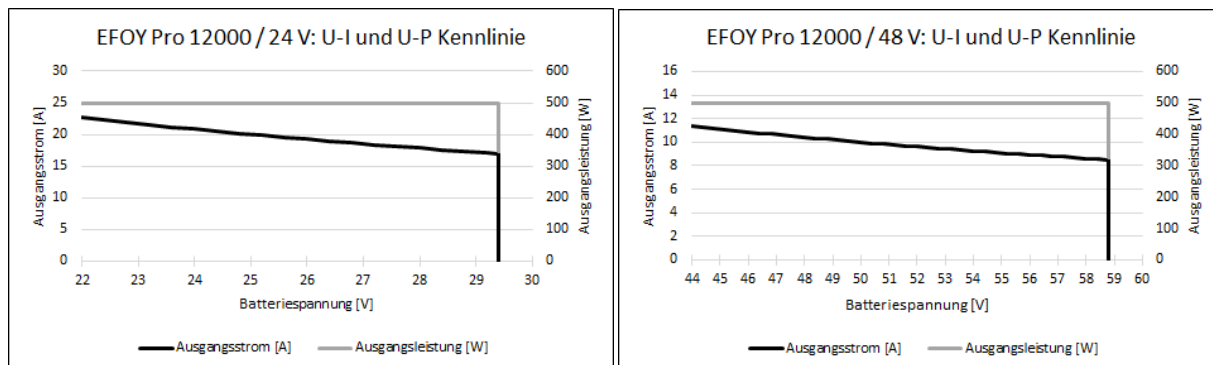 EFOY Pro 12000 / 24 V: U-I und U-P Kennlinie
30
25
20
15
10
5
0
600
500
400
300
200
100
0
Ausgangsstrom [A]
Ausgangsleistung [W]
22 23 24 25 26 27 28 29 30
Batteriespannung [V]
Ausgangsstrom [A] Ausgangsleistung [W]
EFOY Pro 12000 / 48 V: U-I und U-P Kennlinie
16
14
12
10
8
6
4
2
0
600
500
400
300
200
100
0
Ausgangsstrom [A]
Ausgangsleistung [W]
44 45 46 47 48 49 50 51 52 53 54 55 56 57 58 59 60
Batteriespannung [V]
Ausgangsstrom [A] Ausgangsleistung [W]